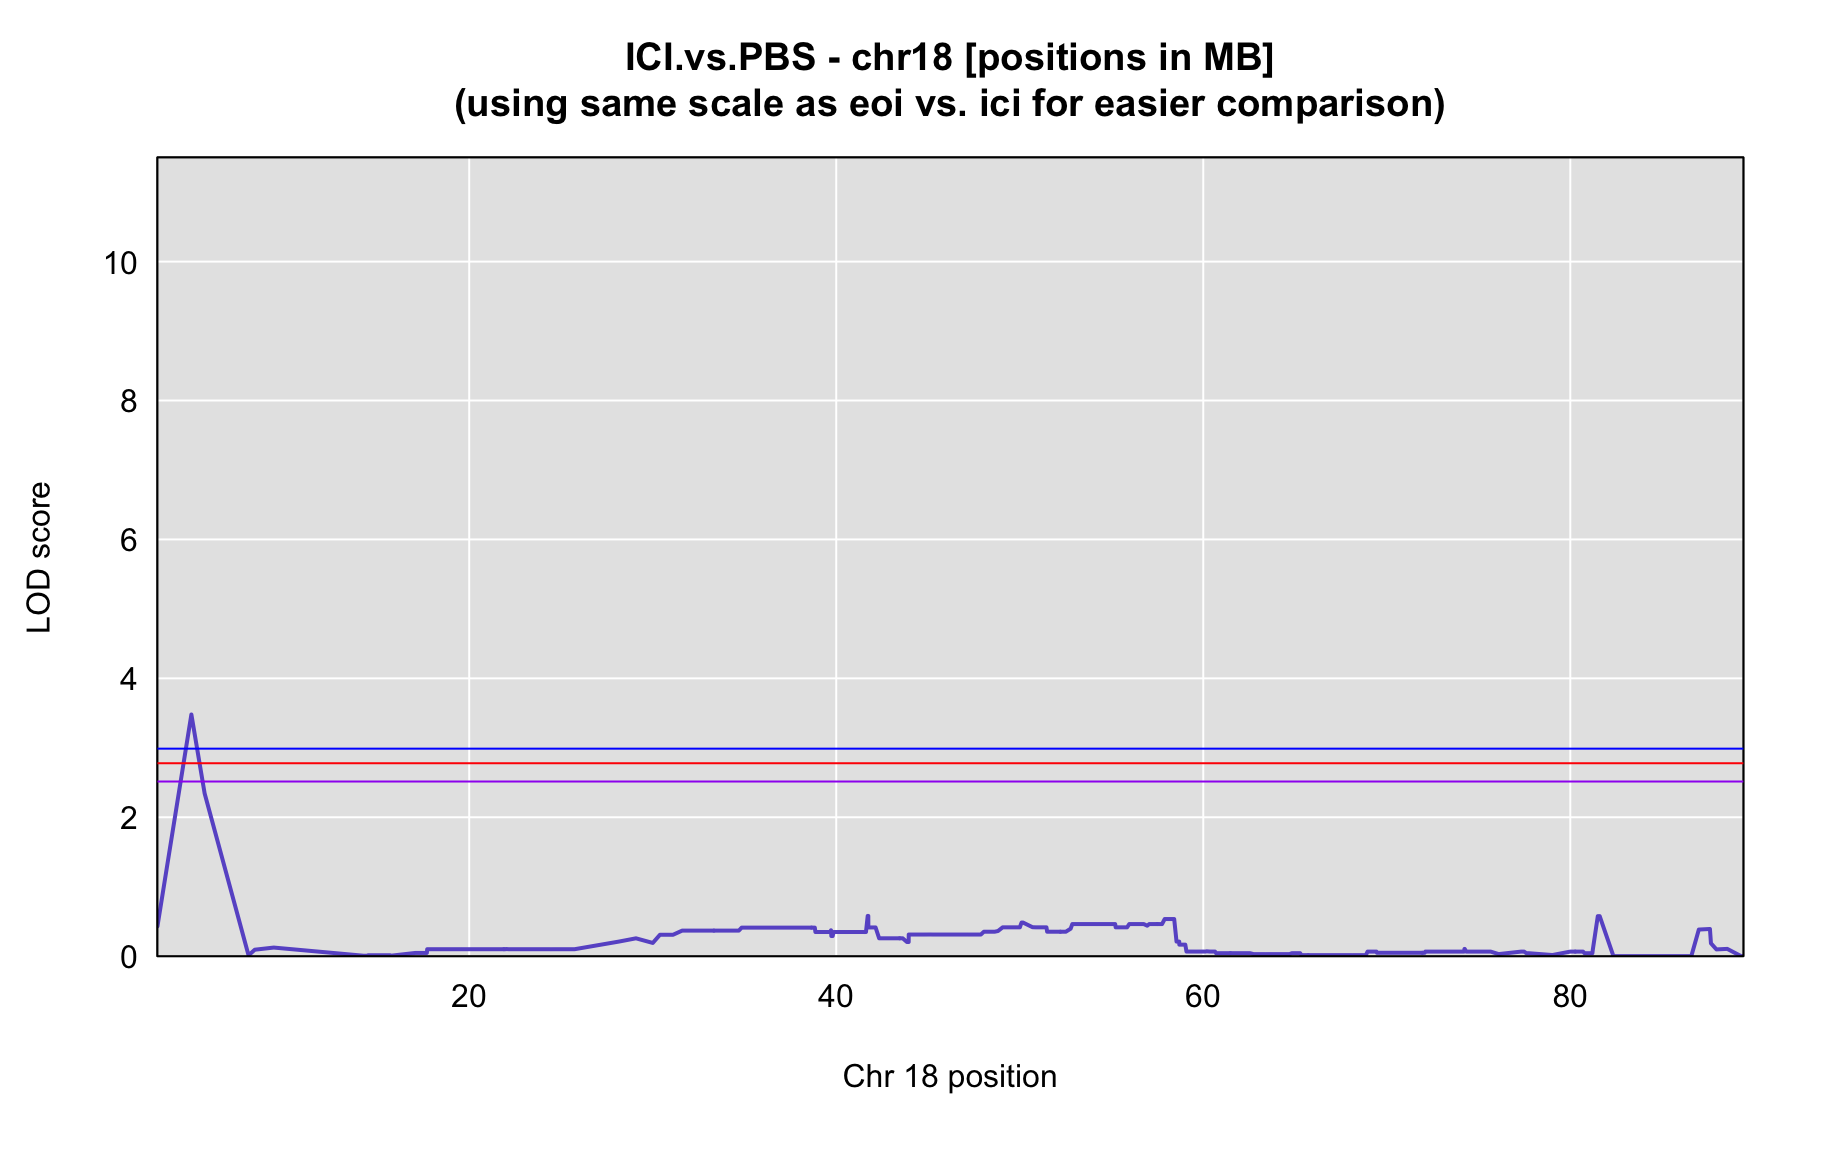 ICI.vs.PBS - chr18 [positions in MB]
(using same scale as eoi vs. ici for easier comparison)
10
8
6
4
2
0
LOD score
20 40 60 80
Chr 18 position